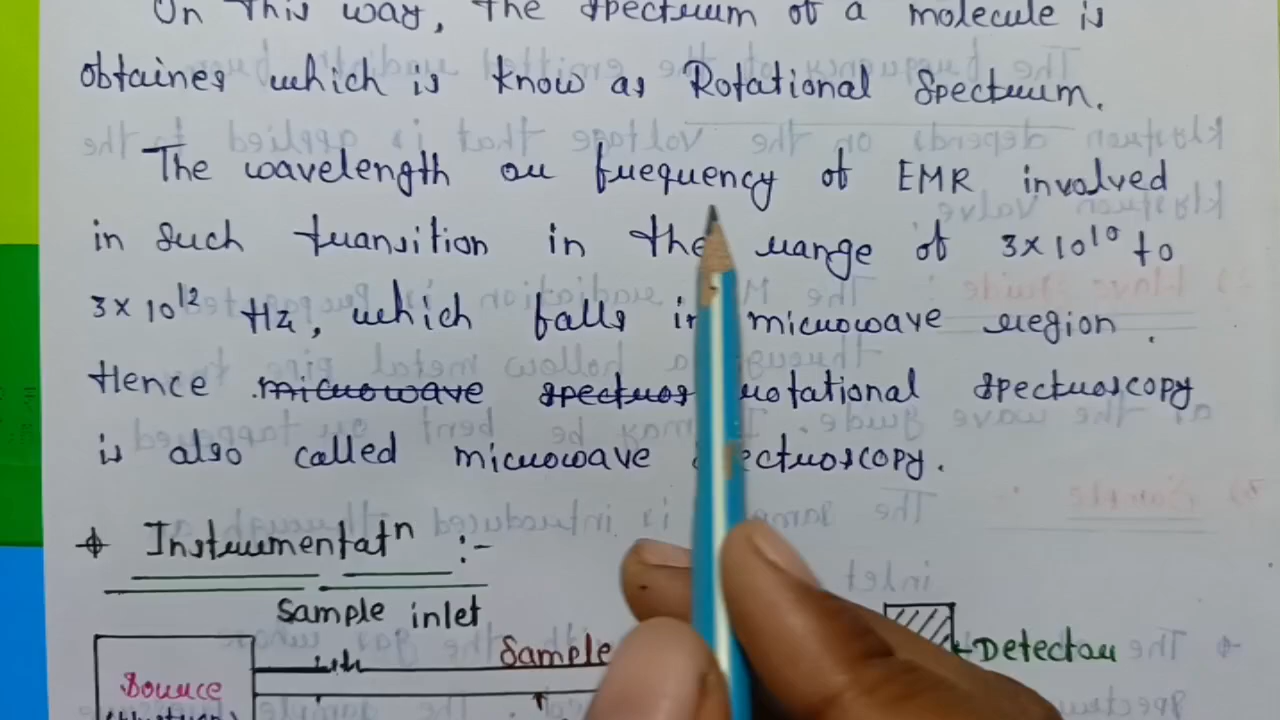 On this way, the spectrum of a molecule is
obtaines which is know as Rotational Spectrum.
The wavelength or frequency of EMR involved
in such transition in the range of 3×10¹⁰ to
3×10¹² Hz, which falls in microwave region.
Hence microwave spectros rotational spectroscopy
is also called microwave spectroscopy.
Instrumentatⁿ :-
Sample inlet
Sample
Source
Detector